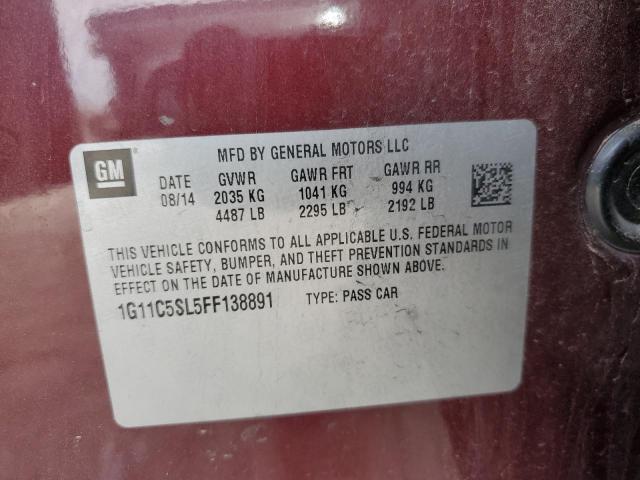 GM
MFD BY GENERAL MOTORS LLC
DATE GVWR GAWR FRT GAWR RR
08/14 2035 KG 1041 KG 994 KG
4487 LB 2295 LB 2192 LB
THIS VEHICLE CONFORMS TO ALL APPLICABLE U.S. FEDERAL MOTOR
VEHICLE SAFETY, BUMPER, AND THEFT PREVENTION STANDARDS IN
EFFECT ON THE DATE OF MANUFACTURE SHOWN ABOVE.
1G11C5SL5FF138891 TYPE: PASS CAR